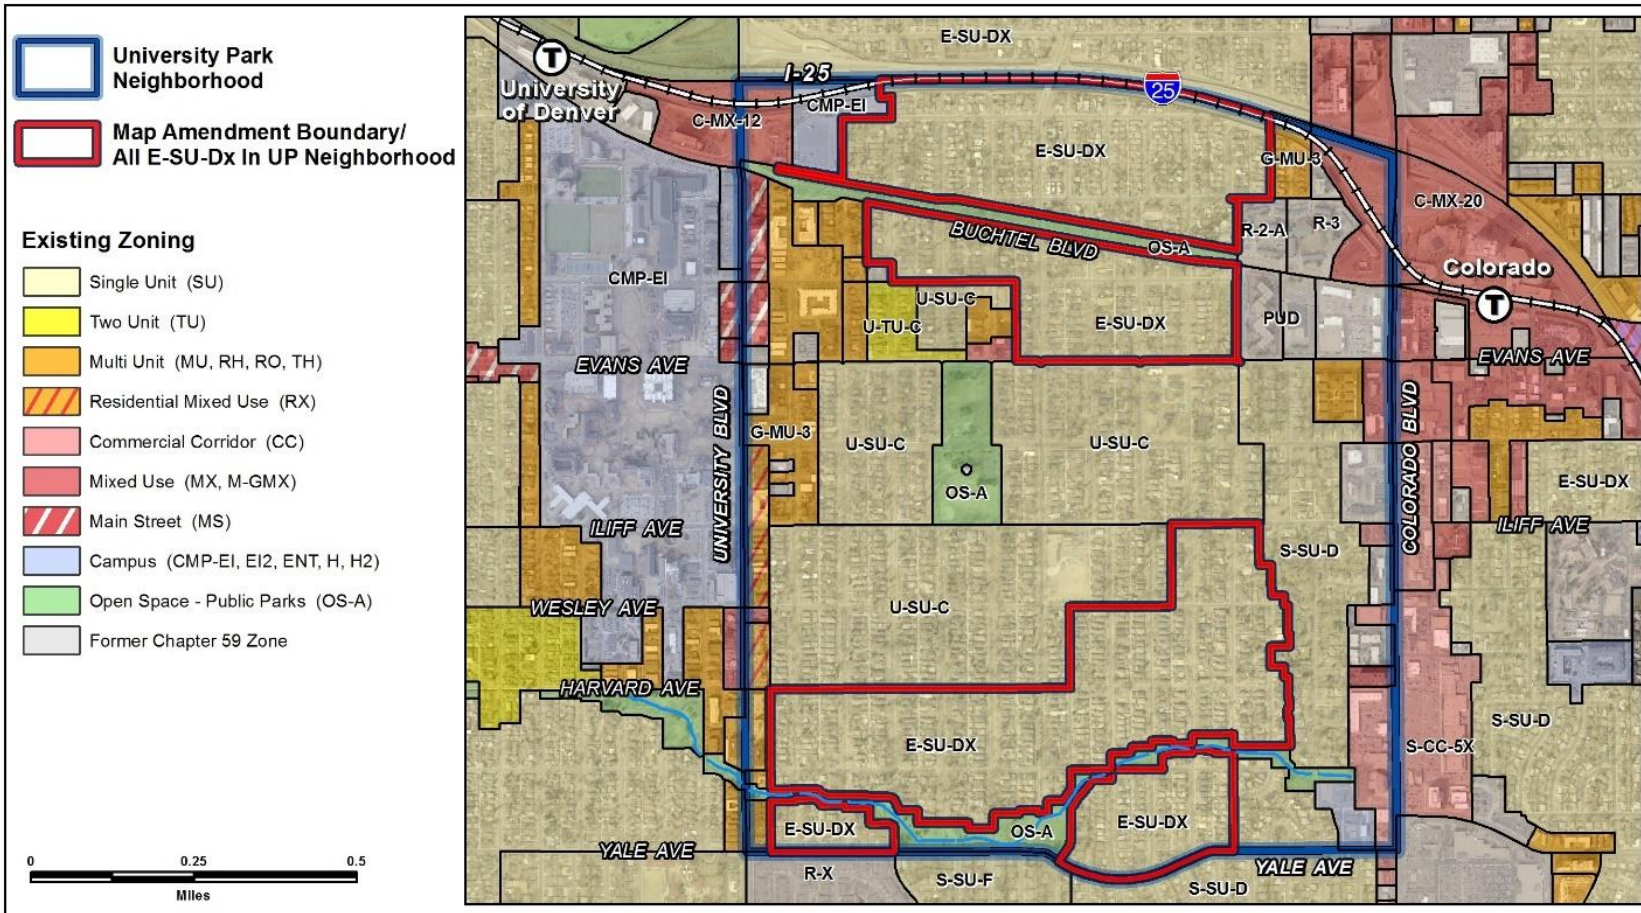 University Park
Neighborhood
Map Amendment Boundary/
All E-SU-Dx In UP Neighborhood
Existing Zoning
Single Unit (SU)
Two Unit (TU)
Multi Unit (MU, RH, RO, TH)
Residential Mixed Use (RX)
Commercial Corridor (CC)
Mixed Use (MX, M-GMX)
Main Street (MS)
Campus (CMP-EI, EI2, ENT, H, H2)
Open Space - Public Parks (OS-A)
Former Chapter 59 Zone
0 0.25 0.5
Miles
E-SU-DX
T
University
of Denver
I-25
25
CMP-EI
C-MX-12
E-SU-DX
G-MU-3
C-MX-20
R-2-A
R-3
BUCHTEL BLVD
OS-A
Colorado
T
CMP-EI
U-SU-C
U-TU-C
E-SU-DX
PUD
EVANS AVE
EVANS AVE
UNIVERSITY BLVD
COLORADO BLVD
G-MU-3
U-SU-C
OS-A
U-SU-C
E-SU-DX
ILIFF AVE
ILIFF AVE
S-SU-D
WESLEY AVE
U-SU-C
HARVARD AVE
E-SU-DX
S-CC-5X
S-SU-D
E-SU-DX
OS-A
E-SU-DX
YALE AVE
YALE AVE
R-X
S-SU-F
S-SU-D